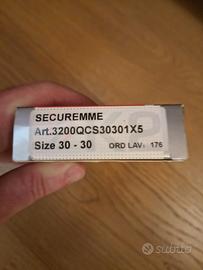 SECUREMME
Art.3200QCS30301X5
Size 30 - 30 ORD LAV: 176
subito